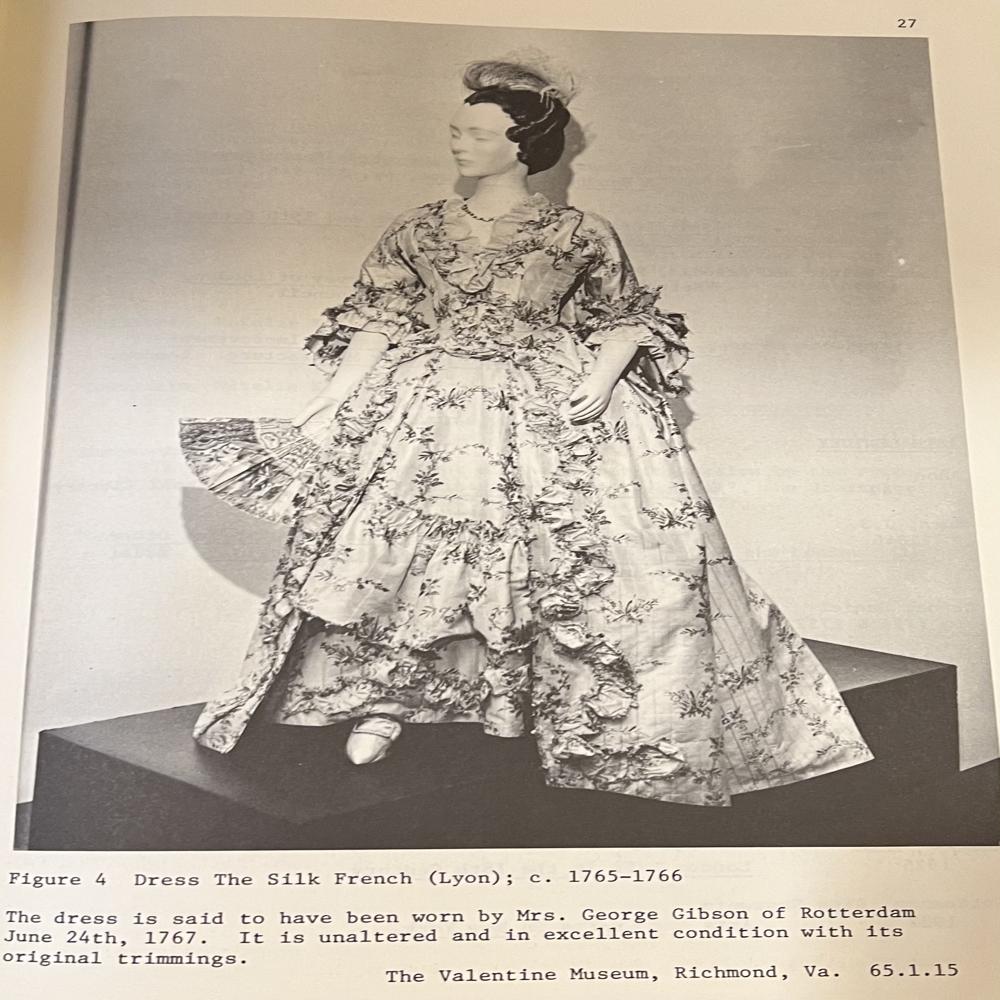 27
Figure 4 Dress The Silk French (Lyon); c. 1765-1766
The dress is said to have been worn by Mrs. George Gibson of Rotterdam
June 24th, 1767. It is unaltered and in excellent condition with its
original trimmings.
The Valentine Museum, Richmond, Va. 65.1.15